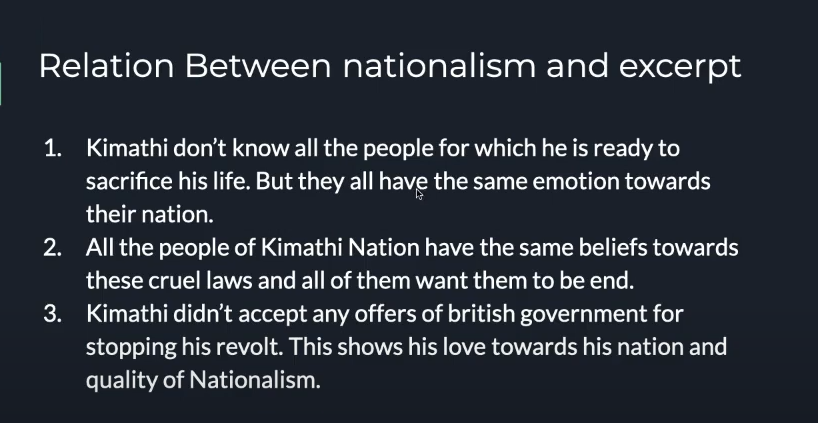 Relation Between nationalism and excerpt
1. Kimathi don't know all the people for which he is ready to
sacrifice his life. But they all have the same emotion towards
their nation.
2. All the people of Kimathi Nation have the same beliefs towards
these cruel laws and all of them want them to be end.
3. Kimathi didn't accept any offers of british government for
stopping his revolt. This shows his love towards his nation and
quality of Nationalism.